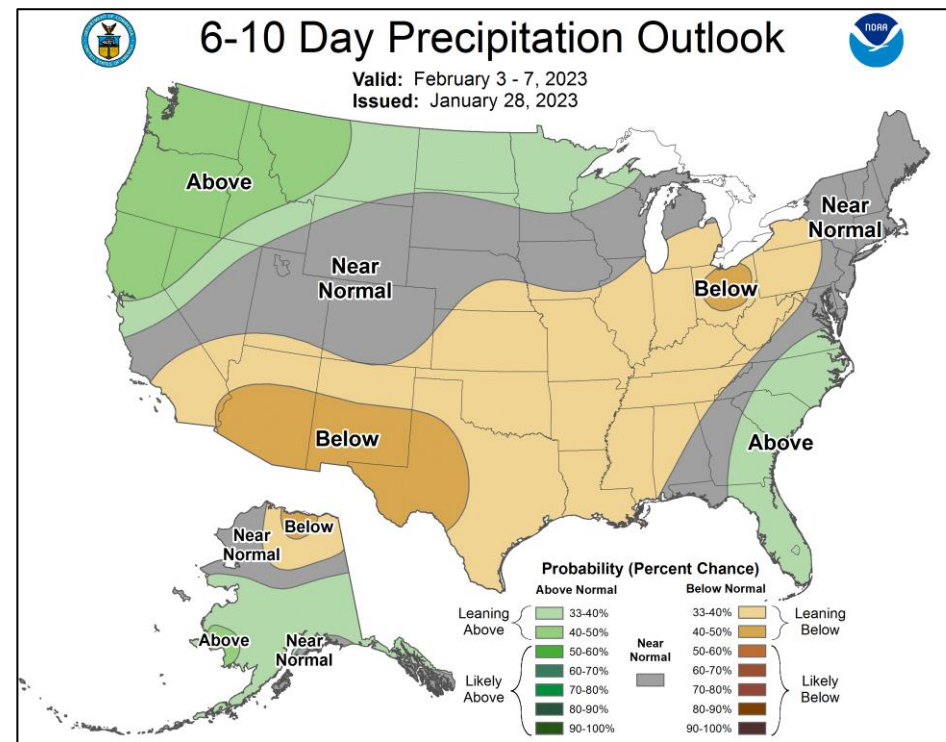 6-10 Day Precipitation Outlook
NOAA
Valid: February 3 - 7, 2023
Issued: January 28, 2023
Above
Near
Normal
Near
Normal
Below
Below
Above
Below
Near
Normal
Above
Near
Normal
Probability (Percent Chance)
Above Normal
Below Normal
Leaning
Above
33-40%
40-50%
Likely
Above
50-60%
60-70%
70-80%
80-90%
90-100%
Near
Normal
33-40%
40-50%
Leaning
Below
50-60%
60-70%
70-80%
80-90%
90-100%
Likely
Below